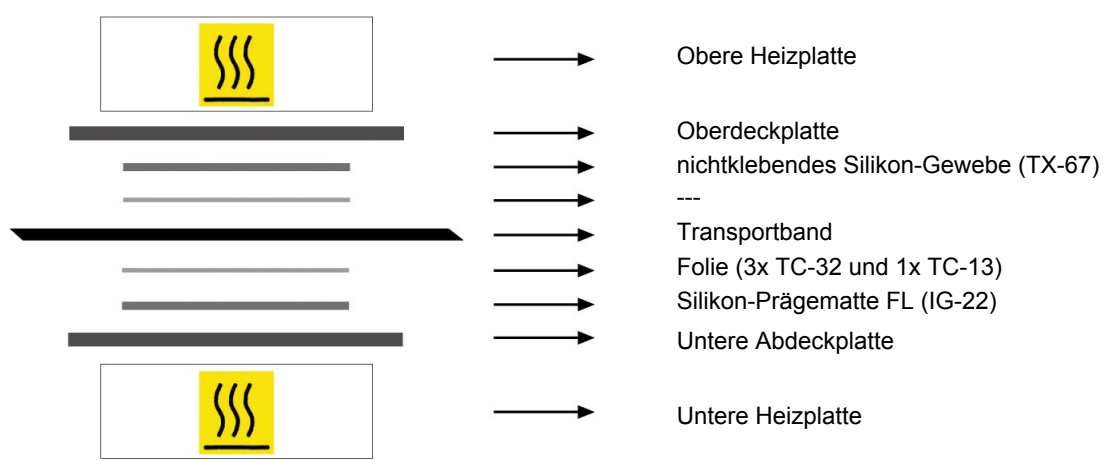 Obere Heizplatte
Oberdeckplatte
nichtklebendes Silikon-Gewebe (TX-67)
---
Transportband
Folie (3x TC-32 und 1x TC-13)
Silikon-Prägematte FL (IG-22)
Untere Abdeckplatte
Untere Heizplatte